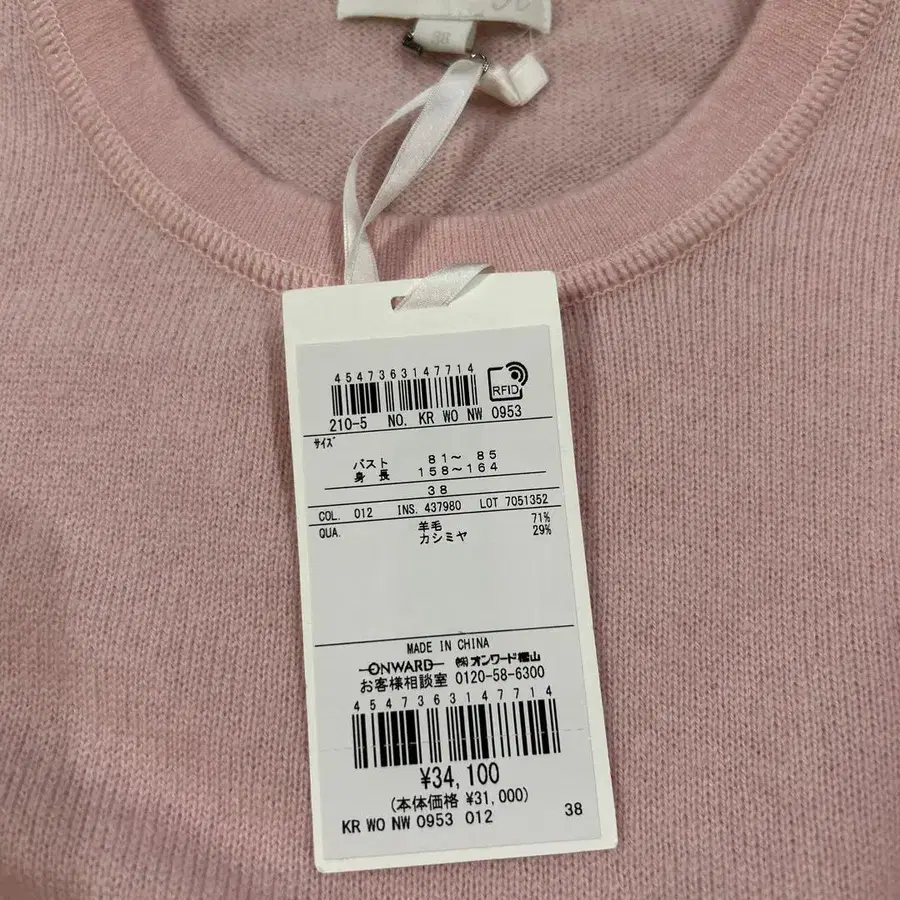 38
4547363147714
RFID
210-5 NO. KR WO NW 0953
サイズ
バスト 81～ 85
身長 158～164
38
COL. 012 INS. 437980 LOT 7051352
QUA. 羊毛 71%
カシミヤ 29%
MADE IN CHINA
ONWARD ㈱オンワード樫山
お客様相談室 0120-58-6300
4547363147714
¥34,100
(本体価格 ¥31,000)
KR WO NW 0953 012 38